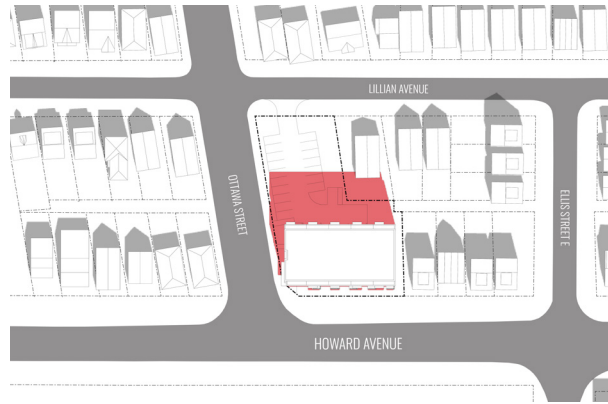 LILLIAN AVENUE
OTTAWA STREET
ELLIS STREET E
HOWARD AVENUE